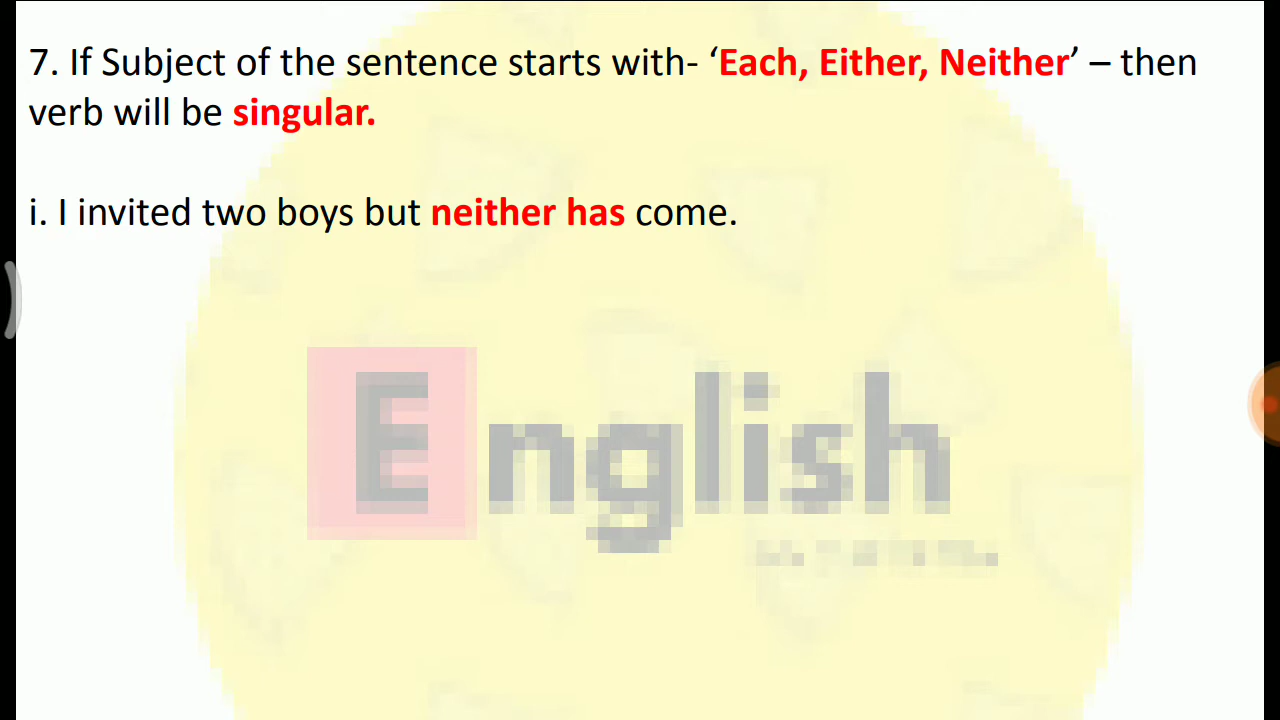 7. If Subject of the sentence starts with- ‘Each, Either, Neither’ – then
verb will be singular.
i. I invited two boys but neither has come.
English